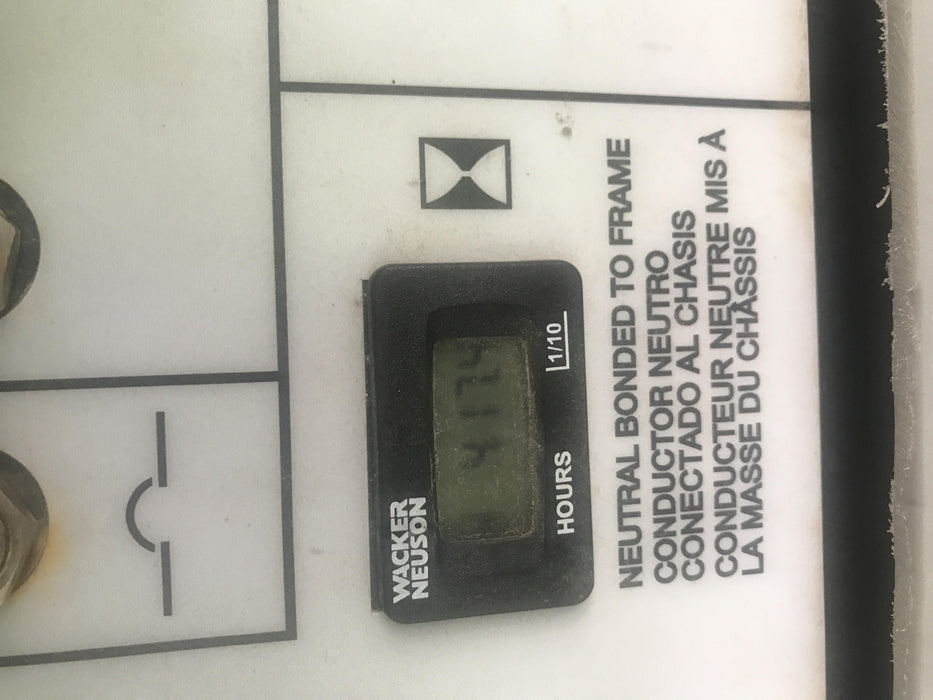 WACKER
NEUSON
HOURS
1/10
NEUTRAL BONDED TO FRAME
CONDUCTOR NEUTRO
CONECTADO AL CHASIS
CONDUCTEUR NEUTRE MIS À
LA MASSE DU CHÂSSIS